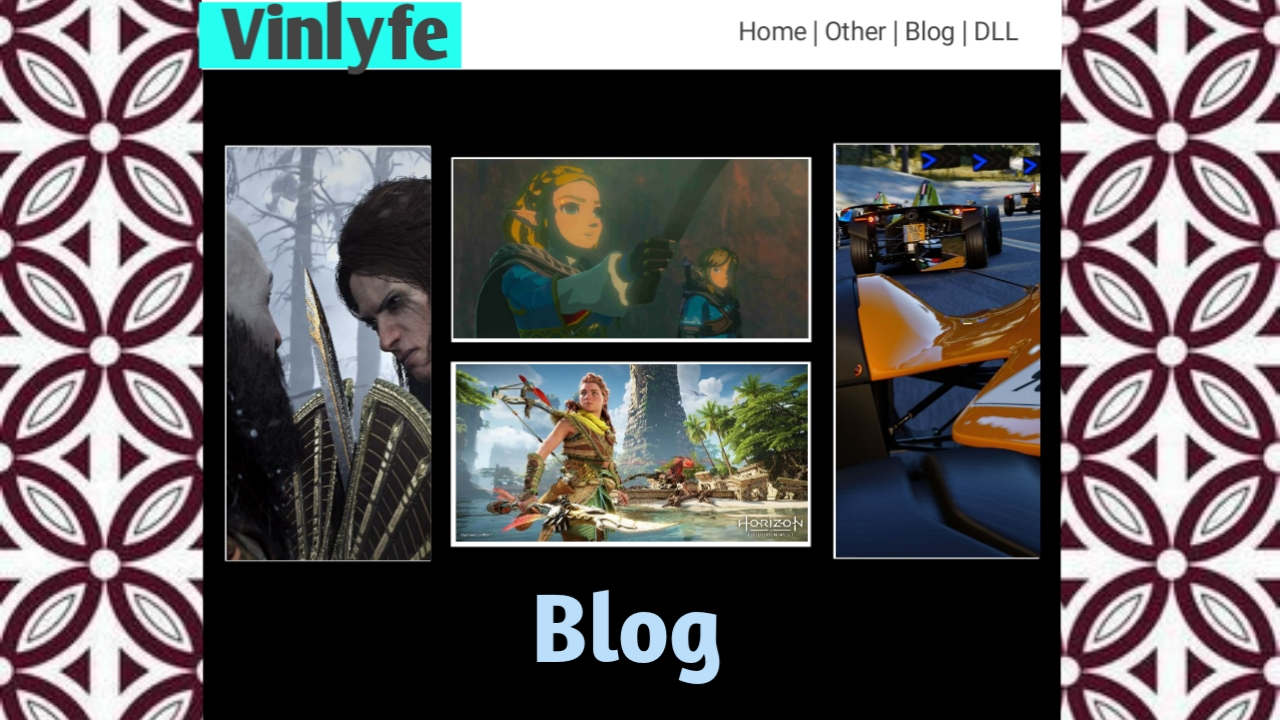 Vinlyfe
Home | Other | Blog | DLL
HORIZON
Blog